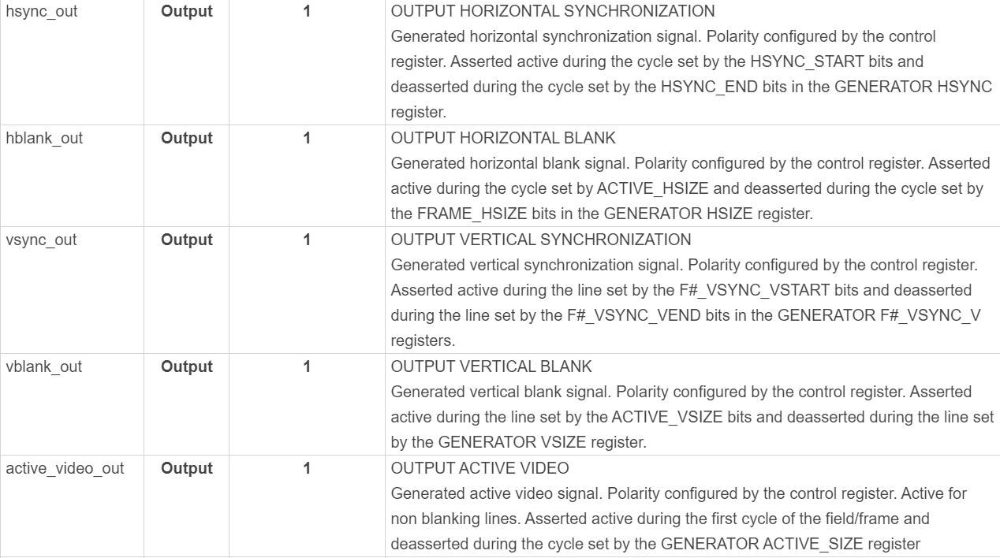 hsync_out Output 1 OUTPUT HORIZONTAL SYNCHRONIZATION
Generated horizontal synchronization signal. Polarity configured by the control
register. Asserted active during the cycle set by the HSYNC_START bits and
deasserted during the cycle set by the HSYNC_END bits in the GENERATOR HSYNC
register.
hblank_out Output 1 OUTPUT HORIZONTAL BLANK
Generated horizontal blank signal. Polarity configured by the control register. Asserted
active during the cycle set by ACTIVE_HSIZE and deasserted during the cycle set by
the FRAME_HSIZE bits in the GENERATOR HSIZE register.
vsync_out Output 1 OUTPUT VERTICAL SYNCHRONIZATION
Generated vertical synchronization signal. Polarity configured by the control register.
Asserted active during the line set by the F#_VSYNC_VSTART bits and deasserted
during the line set by the F#_VSYNC_VEND bits in the GENERATOR F#_VSYNC_V
registers.
vblank_out Output 1 OUTPUT VERTICAL BLANK
Generated vertical blank signal. Polarity configured by the control register. Asserted
active during the line set by the ACTIVE_VSIZE bits and deasserted during the line set
by the GENERATOR VSIZE register.
active_video_out Output 1 OUTPUT ACTIVE VIDEO
Generated active video signal. Polarity configured by the control register. Active for
non blanking lines. Asserted active during the first cycle of the field/frame and
deasserted during the cycle set by the GENERATOR ACTIVE_SIZE register